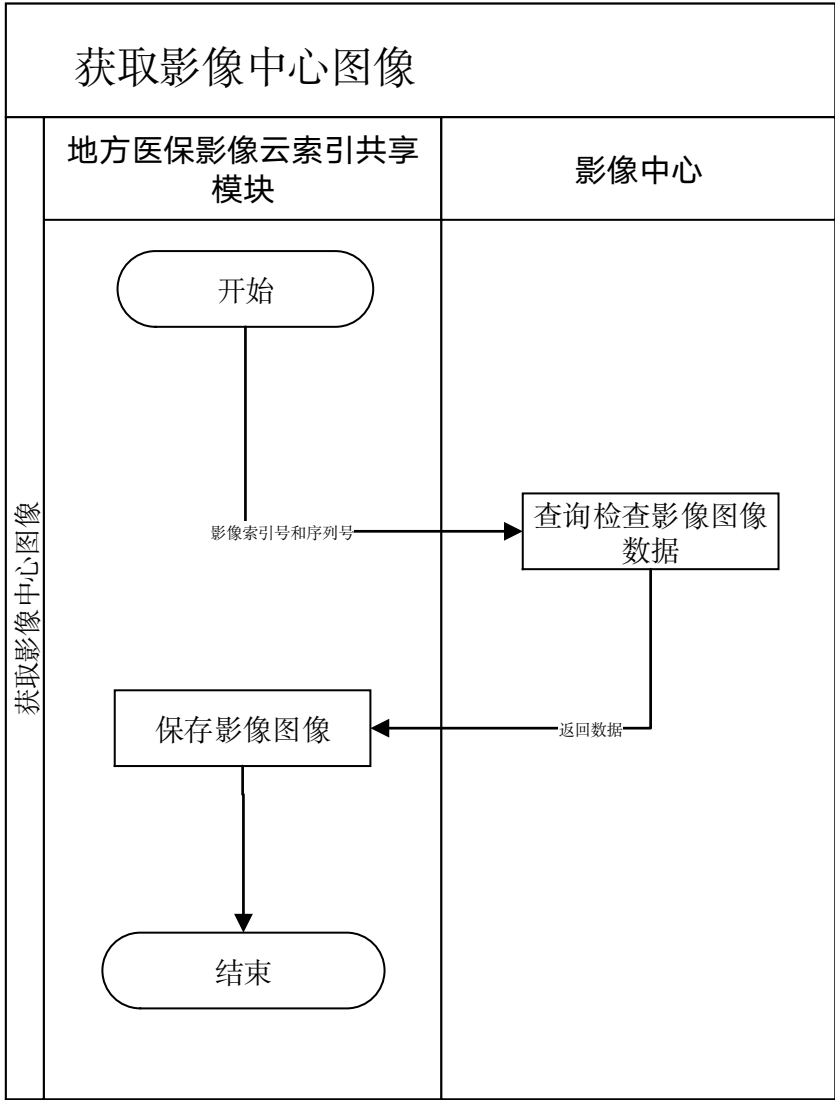 获取影像中心图像
地方医保影像云索引共享
模块
影像中心
获取影像中心图像
开始
影像索引号和序列号
查询检查影像图像
数据
保存影像图像
返回数据
结束